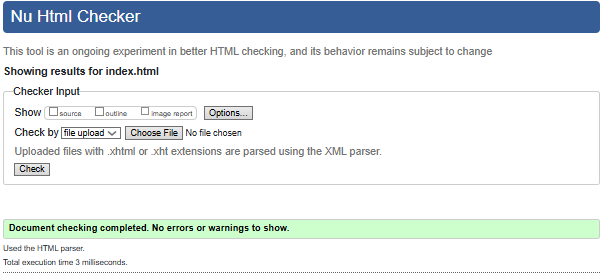 Nu Html Checker
This tool is an ongoing experiment in better HTML checking, and its behavior remains subject to change
Showing results for index.html
Checker Input
Show source outline image report Options...
Check by file upload Choose File No file chosen
Uploaded files with .xhtml or .xht extensions are parsed using the XML parser.
Check
Document checking completed. No errors or warnings to show.
Used the HTML parser.
Total execution time 3 milliseconds.